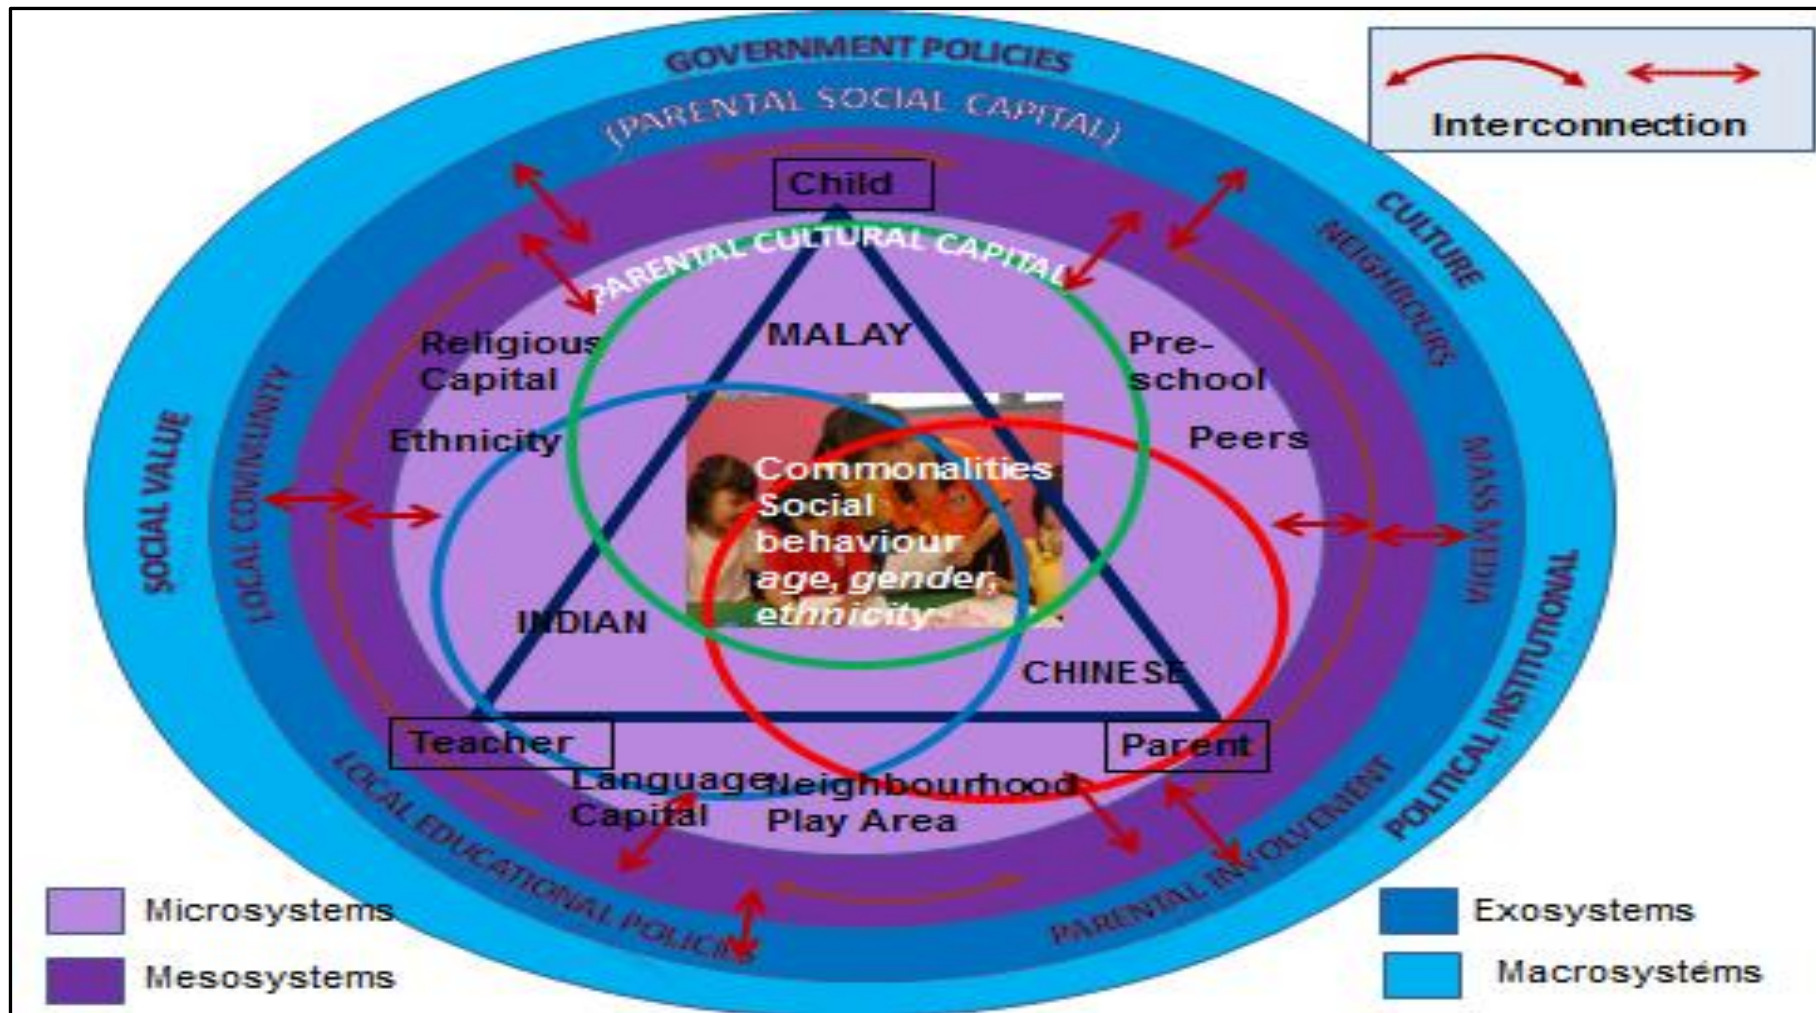 GOVERNMENT POLICIES
(PARENTAL SOCIAL CAPITAL)
Interconnection
Child
CULTURE
NEIGHBOURS
PARENTAL CULTURAL CAPITAL
MALAY
Religious
Capital
Pre-
school
Ethnicity
Peers
SOCIAL VALUE
LOCAL COMMUNITY
MASS MEDIA
Commonalities
Social
behaviour
age, gender,
ethnicity
INDIAN
CHINESE
POLITICAL INSTITUTIONAL
Teacher
Parent
Language
Capital
Neighbourhood
Play Area
LOCAL EDUCATIONAL POLICIES
PARENTAL INVOLVEMENT
Microsystems
Mesosystems
Exosystems
Macrosystems